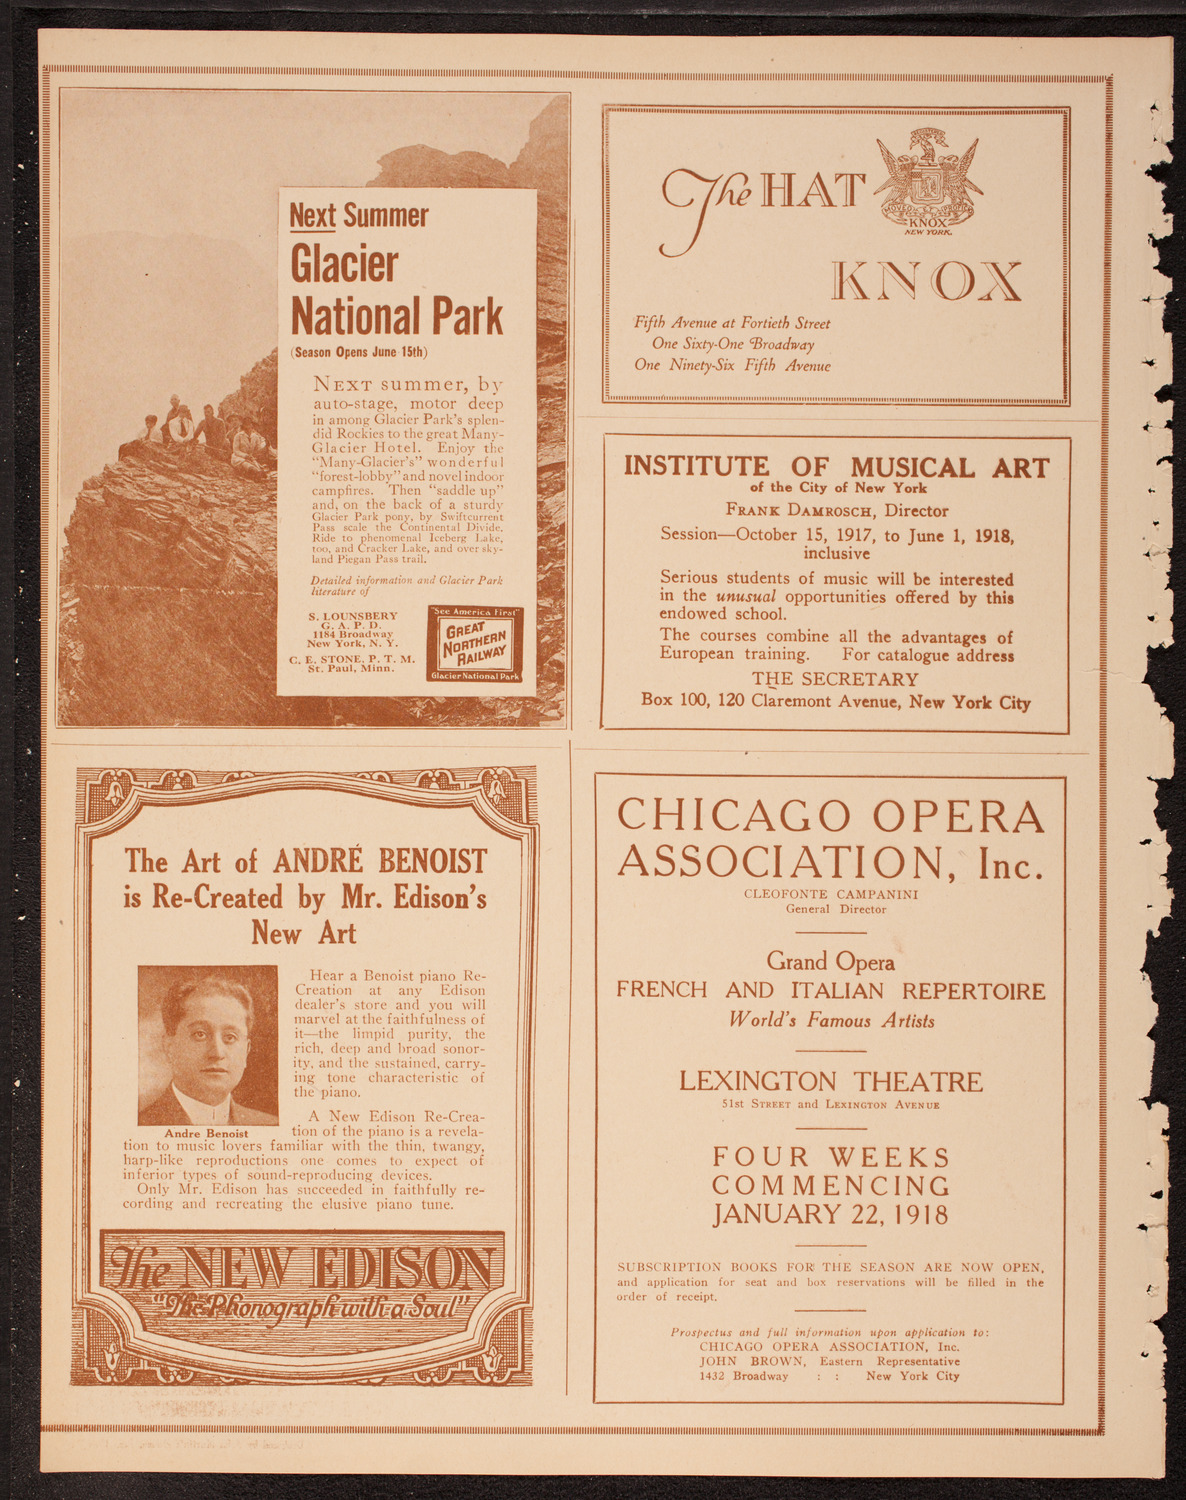 Next Summer
Glacier
National Park
(Season Opens June 15th)
NEXT summer, by
auto-stage, motor deep
in among Glacier Park's splen-
did Rockies to the great Many-
Glacier Hotel. Enjoy the
"Many-Glacier's" wonderful
"forest-lobby" and novel indoor
campfires. Then "saddle up"
and, on the back of a sturdy
Glacier Park pony, by Swiftcurrent
Pass scale the Continental Divide.
Ride to phenomenal Iceberg Lake,
too, and Cracker Lake, and over sky-
land Piegan Pass trail.
Detailed information and Glacier Park
literature of
S. LOUNSBERY
G. A. P. D.
1184 Broadway
New York, N. Y.
C. E. STONE, P. T. M.
St. Paul, Minn.
"See America First"
GREAT
NORTHERN
RAILWAY
Glacier National Park
The HAT
KNOX
NEW YORK.
KNOX
Fifth Avenue at Fortieth Street
One Sixty-One Broadway
One Ninety-Six Fifth Avenue
INSTITUTE OF MUSICAL ART
of the City of New York
FRANK DAMROSCH, Director
Session—October 15, 1917, to June 1, 1918,
inclusive
Serious students of music will be interested
in the unusual opportunities offered by this
endowed school.
The courses combine all the advantages of
European training. For catalogue address
THE SECRETARY
Box 100, 120 Claremont Avenue, New York City
The Art of ANDRÉ BENOIST
is Re-Created by Mr. Edison's
New Art
Hear a Benoist piano Re-
Creation at any Edison
dealer's store and you will
marvel at the faithfulness of
it—the limpid purity, the
rich, deep and broad sonor-
ity, and the sustained, carry-
ing tone characteristic of
the piano.
A New Edison Re-Crea-
Andre Benoist
tion of the piano is a revela-
tion to music lovers familiar with the thin, twangy,
harp-like reproductions one comes to expect of
inferior types of sound-reproducing devices.
Only Mr. Edison has succeeded in faithfully re-
cording and recreating the elusive piano tune.
The NEW EDISON
"The Phonograph with a Soul"
CHICAGO OPERA
ASSOCIATION, Inc.
CLEOFONTE CAMPANINI
General Director
Grand Opera
FRENCH AND ITALIAN REPERTOIRE
World's Famous Artists
LEXINGTON THEATRE
51st STREET and LEXINGTON AVENUE
FOUR WEEKS
COMMENCING
JANUARY 22, 1918
SUBSCRIPTION BOOKS FOR THE SEASON ARE NOW OPEN,
and application for seat and box reservations will be filled in the
order of receipt.
Prospectus and full information upon application to:
CHICAGO OPERA ASSOCIATION, Inc.
JOHN BROWN, Eastern Representative
1432 Broadway : : New York City